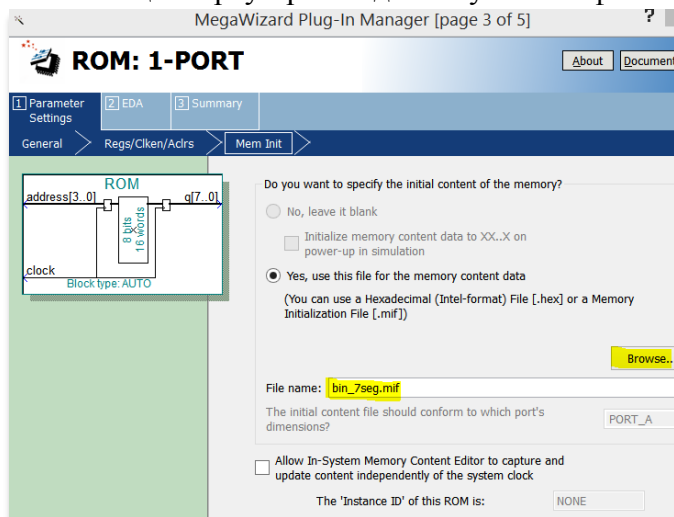 MegaWizard Plug-In Manager [page 3 of 5]
?
ROM: 1-PORT
About
Document
1 Parameter Settings
2 EDA
3 Summary
General
Regs/Clken/Aclrs
Mem Init
ROM
address[3..0]
q[7..0]
8 bits
16 words
clock
Block type: AUTO
Do you want to specify the initial content of the memory?
No, leave it blank
Initialize memory content data to XX..X on
power-up in simulation
Yes, use this file for the memory content data
(You can use a Hexadecimal (Intel-format) File [.hex] or a Memory
Initialization File [.mif])
Browse..
File name: bin_7seg.mif
The initial content file should conform to which port's
dimensions?
PORT_A
Allow In-System Memory Content Editor to capture and
update content independently of the system clock
The 'Instance ID' of this ROM is:
NONE